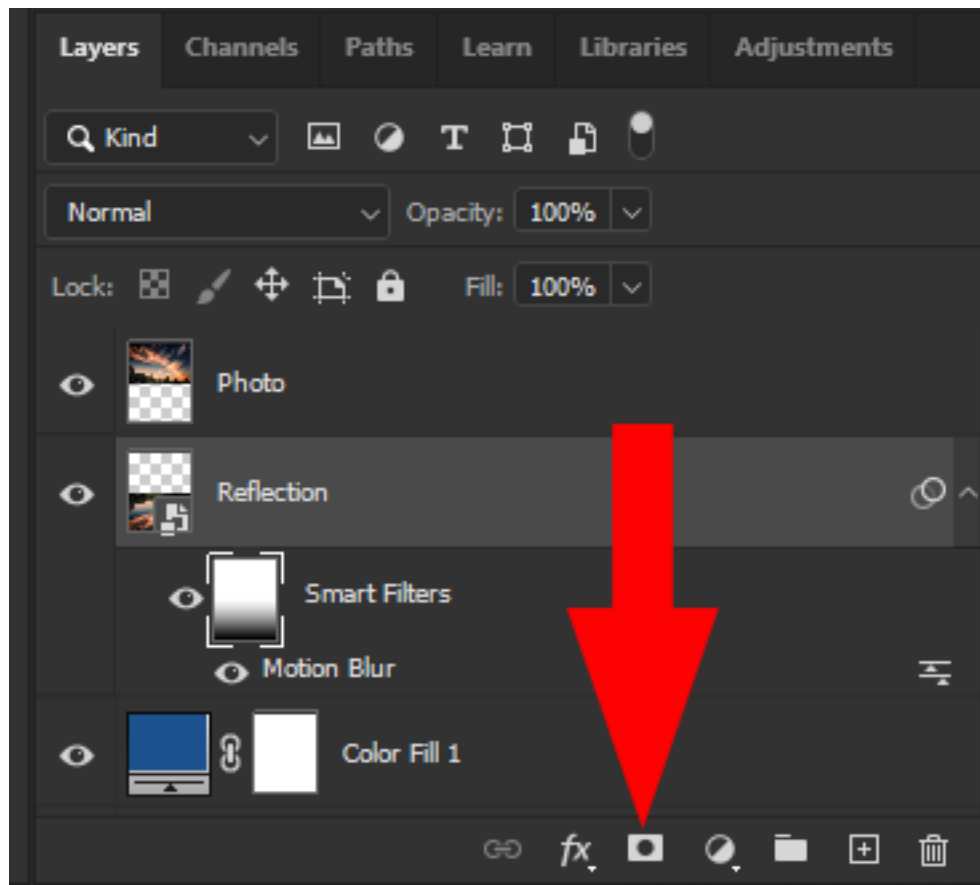 Layers Channels Paths Learn Libraries Adjustments
Kind T
Normal Opacity: 100%
Lock: Fill: 100%
Photo
Reflection
Smart Filters
Motion Blur
Color Fill 1
fx